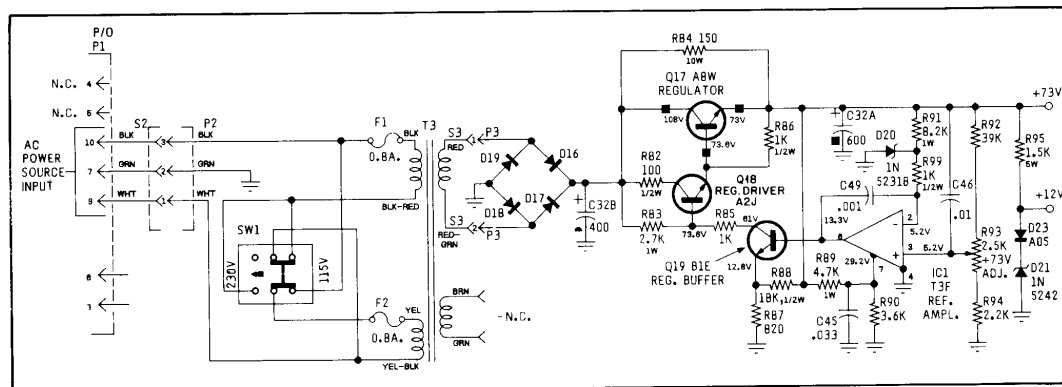 P/O
P1
N.C. 4
N.C. 5
S2
P2
AC
POWER
SOURCE
INPUT
10
BLK
3
BLK
7
GRN
2
GRN
9
WHT
1
WHT
SW1
230V
115V
F1
0.8A.
BLK
BLK-RED
F2
0.8A.
YEL
YEL-BLK
T3
S3
P3
RED
1
RED-
GRN
S3
P3
2
BRN
GRN
-N.C.
D19
D16
D18
D17
C32B
400
R84 150
10W
Q17 A8W
REGULATOR
108V
73V
73.6V
R82
100
1/2W
R83
2.7K
1W
Q48
REG.DRIVER
A2J
73.6V
R86
1K
1/2W
R85
1K
61V
12.8V
Q19 B1E
REG. BUFFER
R88
18K,1/2W
R87
820
C32A
600
D20
1N
5231B
R91
8.2K
1W
R99
1K
1/2W
C49
.001
13.3V
6
29.2V
7
2
5.2V
3
5.2V
4
R89
4.7K
1W
C45
.033
R90
3.6K
IC1
T3F
REF.
AMPL.
C46
.01
R92
39K
R93
2.5K
+73V
ADJ.
R94
2.2K
+73V
R95
1.5K
5W
+12V
D23
A05
D21
1N
5242